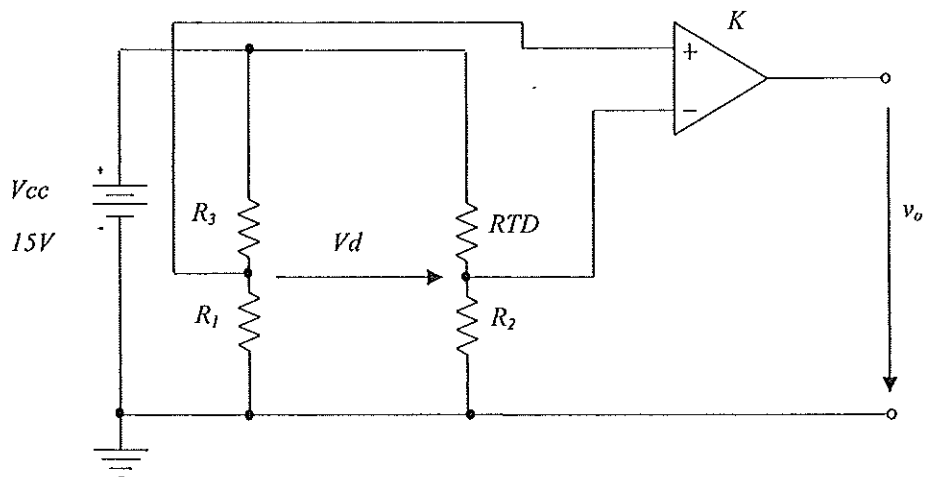 K
+
−
+
Vcc
-
15V
R₃
Vd
RTD
vₒ
R₁
R₂